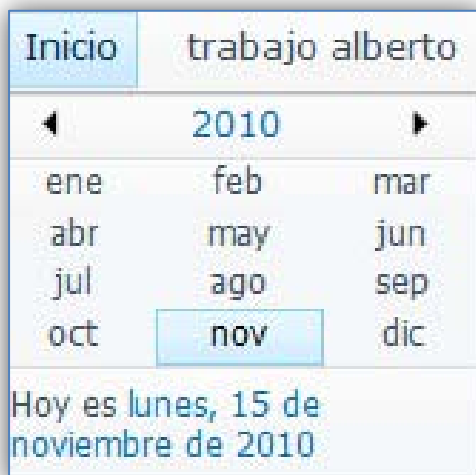 Inicio trabajo alberto
2010
ene feb mar
abr may jun
jul ago sep
oct nov dic
Hoy es lunes, 15 de
noviembre de 2010